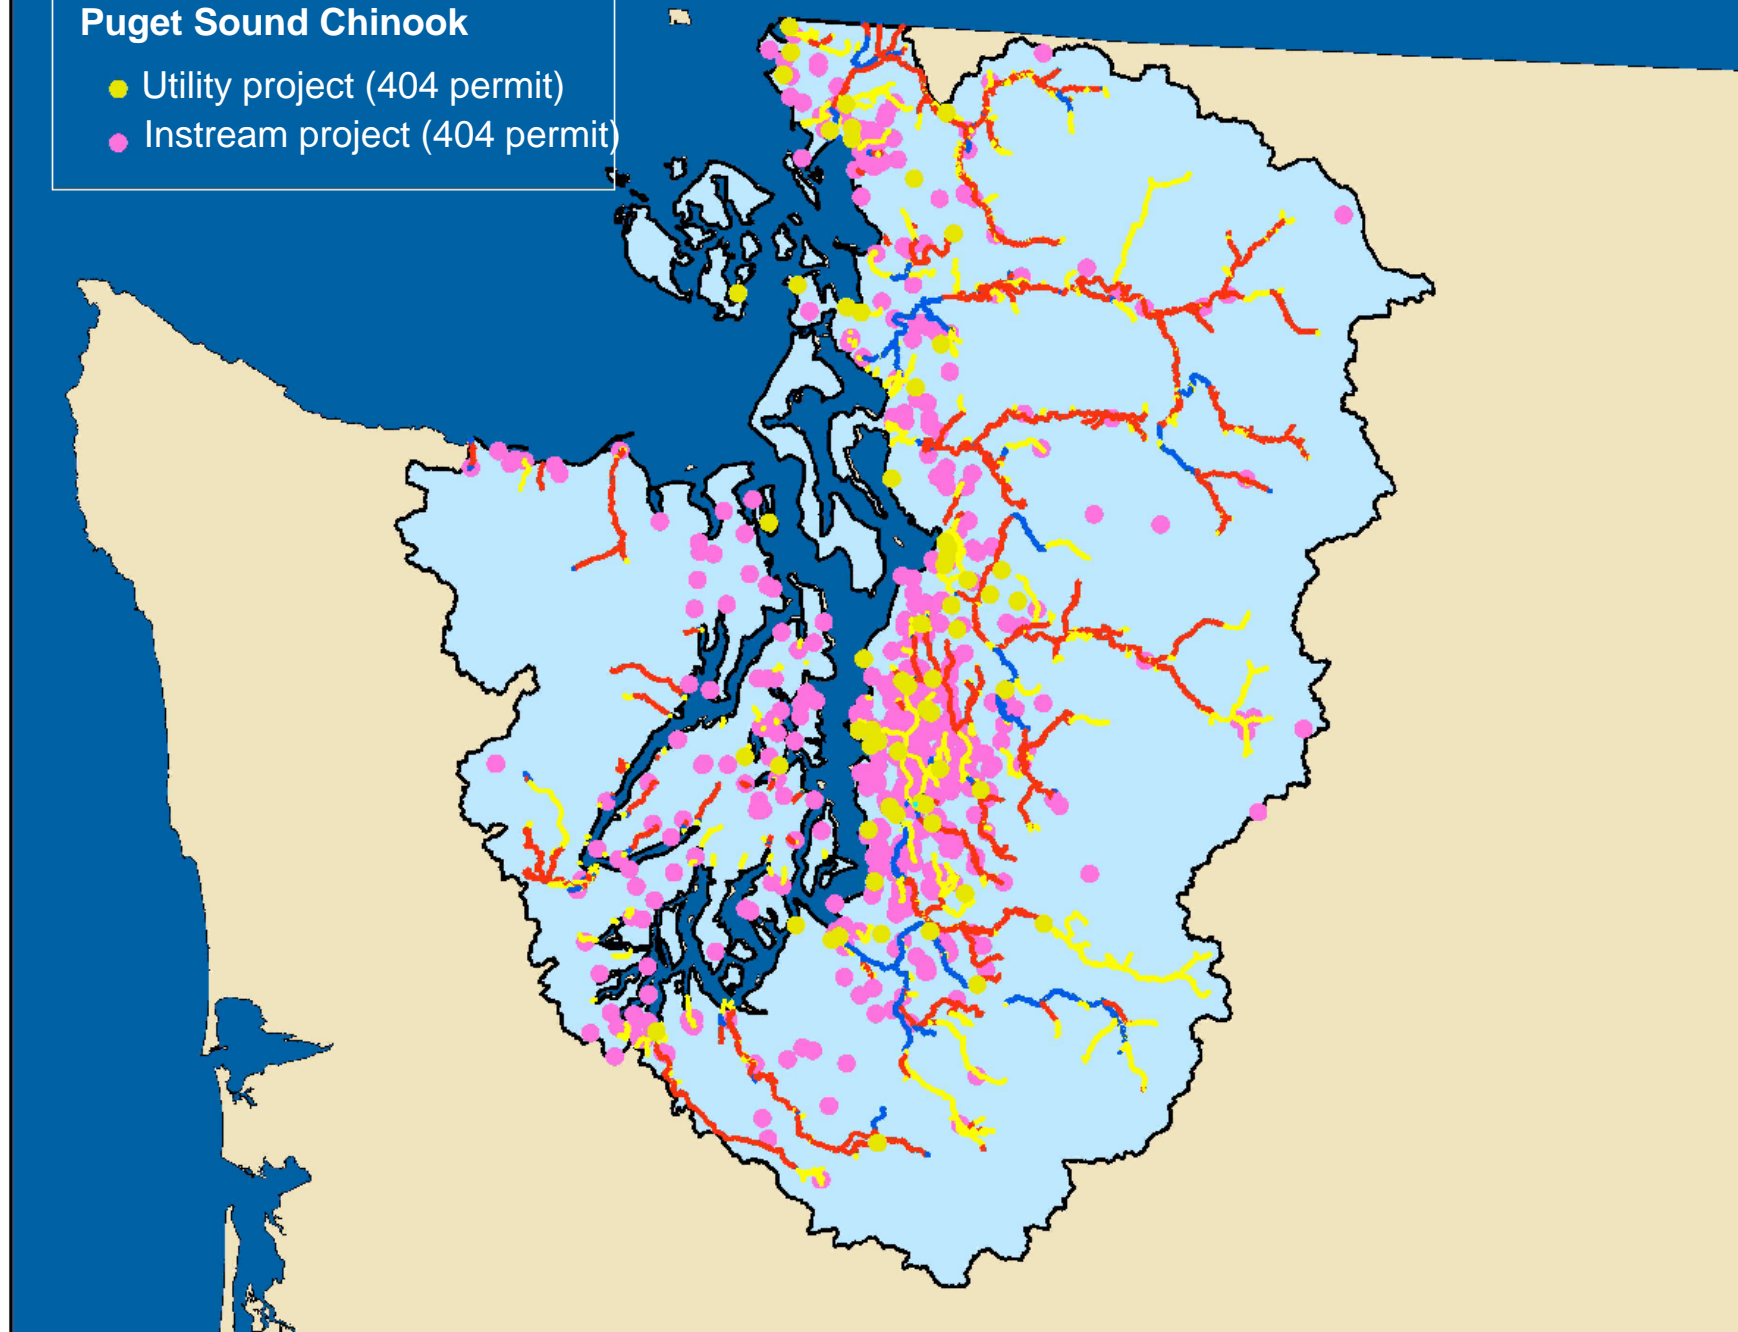 Puget Sound Chinook
Utility project (404 permit)
Instream project (404 permit)